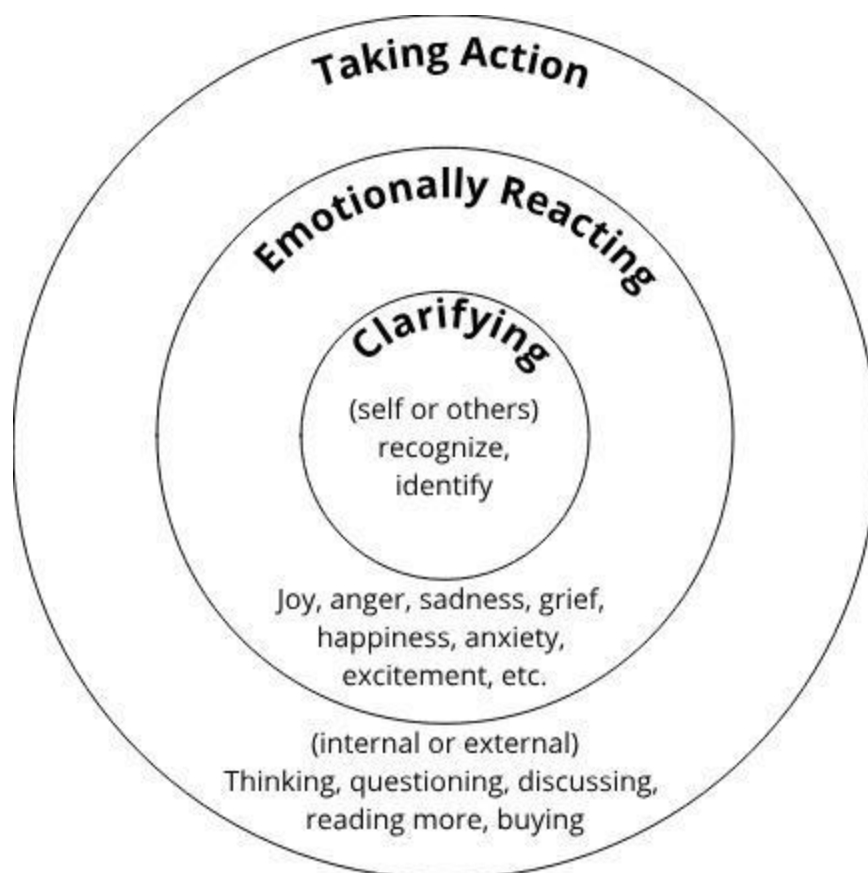 Taking Action
Emotionally Reacting
Clarifying
(self or others)
recognize,
identify
Joy, anger, sadness, grief,
happiness, anxiety,
excitement, etc.
(internal or external)
Thinking, questioning, discussing,
reading more, buying